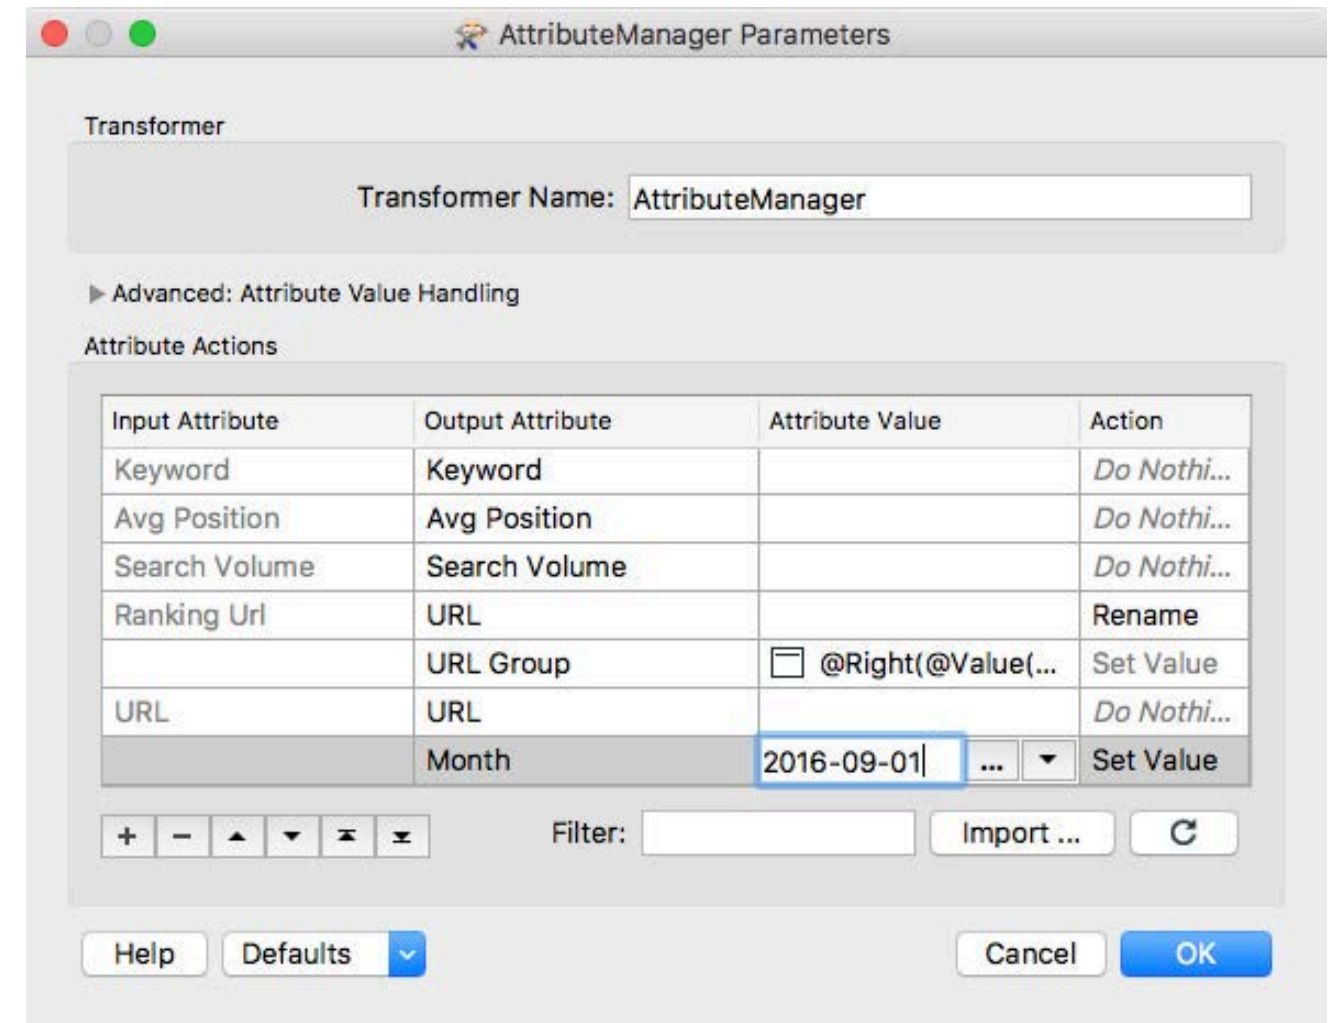 AttributeManager Parameters
Transformer
Transformer Name: AttributeManager
Advanced: Attribute Value Handling
Attribute Actions
Input Attribute Output Attribute Attribute Value Action
Keyword Keyword Do Nothi...
Avg Position Avg Position Do Nothi...
Search Volume Search Volume Do Nothi...
Ranking Url URL Rename
URL Group @Right(@Value(... Set Value
URL URL Do Nothi...
Month 2016-09-01 ... Set Value
Filter: Import ...
Help Defaults Cancel OK